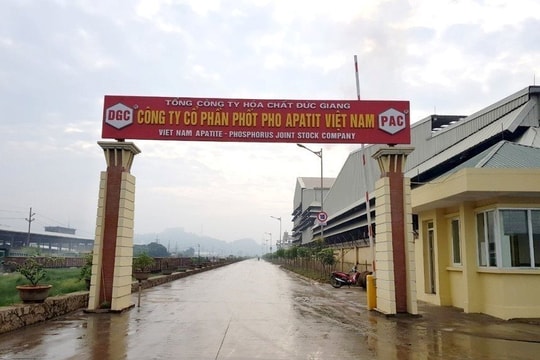 TỔNG CÔNG TY HÓA CHẤT ĐỨC GIANG
DGC CÔNG TY CỔ PHẦN PHỐT PHO APATIT VIỆT NAM PAC
VIET NAM APATITE - PHOSPHORUS JOINT STOCK COMPANY